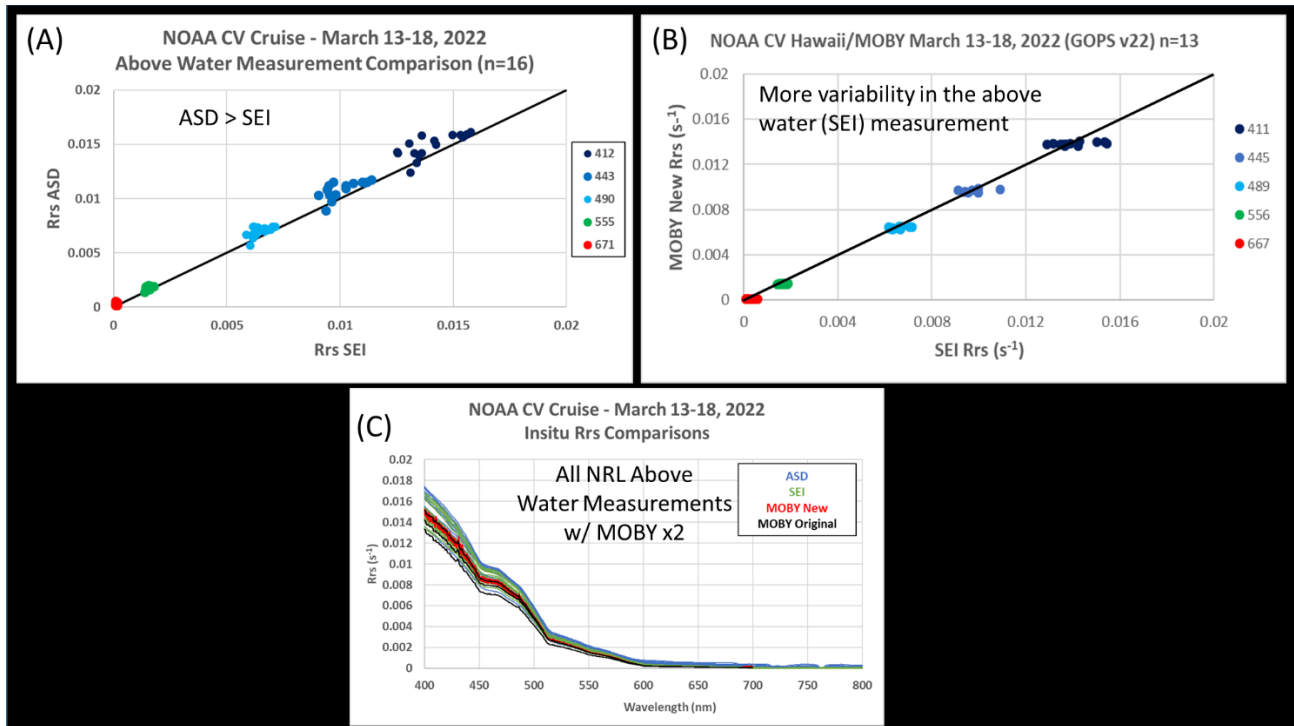 (A)
NOAA CV Cruise - March 13-18, 2022
Above Water Measurement Comparison (n=16)
ASD > SEI
0.02
0.015
0.01
0.005
0
Rrs ASD
0
0.005
0.01
0.015
0.02
Rrs SEI
412
443
490
555
671
(B)
NOAA CV Hawaii/MOBY March 13-18, 2022 (GOPS v22) n=13
More variability in the above
water (SEI) measurement
0.02
0.016
0.012
0.008
0.004
0
MOBY New Rrs (s-1)
0
0.004
0.008
0.012
0.016
0.02
SEI Rrs (s-1)
411
445
489
556
667
(C)
NOAA CV Cruise - March 13-18, 2022
Insitu Rrs Comparisons
All NRL Above
Water Measurements
w/ MOBY x2
ASD
SEI
MOBY New
MOBY Original
0.02
0.018
0.016
0.014
0.012
0.01
0.008
0.006
0.004
0.002
0
Rrs (s-1)
400
450
500
550
600
650
700
750
800
Wavelength (nm)